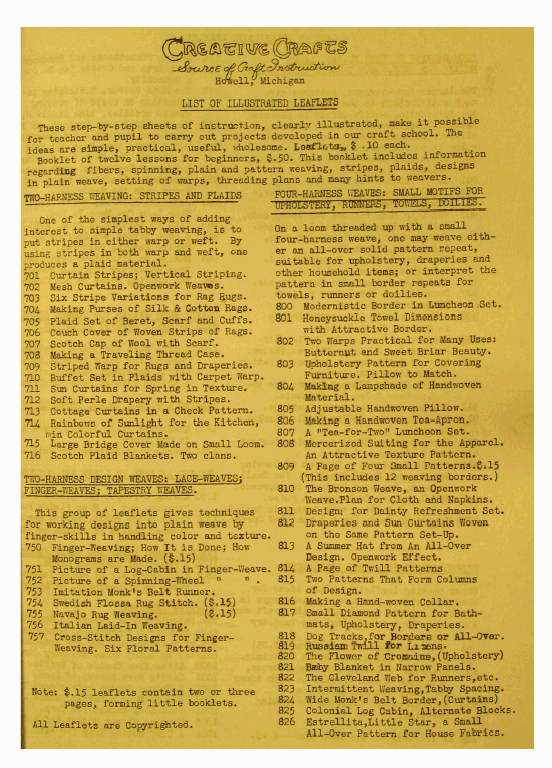 CREATIVE CRAFTS
Source of Craft Instruction
Howell, Michigan
LIST OF ILLUSTRATED LEAFLETS
These step-by-step sheets of instruction, clearly illustrated, make it possible
for teacher and pupil to carry out projects developed in our craft school. The
ideas are simple, practical, useful, wholesome. Leaflets, $ .10 each.
Booklet of twelve lessons for beginners, $.50. This booklet includes information
regarding fibers, spinning, plain and pattern weaving, stripes, plaids, designs
in plain weave, setting of warps, threading plans and many hints to weavers.
TWO-HARNESS WEAVING: STRIPES AND PLAIDS
One of the simplest ways of adding
interest to simple tabby weaving, is to
put stripes in either warp or weft. By
using stripes in both warp and weft, one
produces a plaid material.
701 Curtain Stripes; Vertical Striping.
702 Mesh Curtains. Openwork Weaves.
703 Six Stripe Variations for Rag Rugs.
704 Making Purses of Silk & Cotton Rags.
705 Plaid Set of Beret, Scarf and Cuffs.
706 Couch Cover of Woven Strips of Rags.
707 Scotch Cap of Wool with Scarf.
708 Making a Traveling Thread Case.
709 Striped Warp for Rugs and Draperies.
710 Buffet Set in Plaids with Carpet Warp.
711 Sun Curtains for Spring in Texture.
712 Soft Perle Drapery with Stripes.
713 Cottage Curtains in a Check Pattern.
714 Rainbows of Sunlight for the Kitchen,
win Colorful Curtains.
715 Large Bridge Cover Made on Small Loom.
716 Scotch Plaid Blankets. Two clans.
TWO-HARNESS DESIGN WEAVES: LACE-WEAVES;
FINGER-WEAVES; TAPESTRY WEAVES.
This group of leaflets gives techniques
for working designs into plain weave by
finger-skills in handling color and texture.
750 Finger-Weaving; How It is Done; How
Monograms are Made. ($.15)
751 Picture of a Log-Cabin in Finger-Weave.
752 Picture of a Spinning-Wheel " " .
753 Imitation Monk's Belt Runner.
754 Swedish Flossa Rug Stitch. ($.15)
755 Navajo Rug Weaving. ($.15)
756 Italian Laid-In Weaving.
757 Cross-Stitch Designs for Finger-
Weaving. Six Floral Patterns.
Note: $.15 leaflets contain two or three
pages, forming little booklets.
All Leaflets are Copyrighted.
FOUR-HARNESS WEAVES: SMALL MOTIFS FOR
UPHOLSTERY, RUNNERS, TOWELS, DOILIES.
On a loom threaded up with a small
four-harness weave, one may weave eith-
er an all-over solid pattern repeat,
suitable for upholstery, draperies and
other household items; or interpret the
pattern in small border repeats for
towels, runners or doilies.
800 Modernistic Border in Luncheon Set.
801 Honeysuckle Towel Dimensions
with Attractive Border.
802 Two Warps Practical for Many Uses:
Butternut and Sweet Briar Beauty.
803 Upholstery Pattern for Covering
Furniture. Pillow to Match.
804 Making a Lampshade of Handwoven
Material.
805 Adjustable Handwoven Pillow.
806 Making a Handwoven Tea-Apron.
807 A "Tea-for-Two" Luncheon Set.
808 Mercerized Suiting for the Apparel.
An Attractive Texture Pattern.
809 A Page of Four Small Patterns.$.15
(This includes 12 weaving borders.)
810 The Bronson Weave, an Openwork
Weave.Plan for Cloth and Napkins.
811 Design; for Dainty Refreshment Set.
812 Draperies and Sun Curtains Woven
on the Same Pattern Set-Up.
813 A Summer Hat from An All-Over
Design. Openwork Effect.
814 A Page of Twill Patterns
815 Two Patterns That Form Columns
of Design.
816 Making a Hand-woven Collar.
817 Small Diamond Pattern for Bath-
mats, Upholstery, Draperies.
818 Dog Tracks,for Borders or All-Over.
819 Russian Twill for Linens.
820 The Flower of Cromaine,(Upholstery)
821 Baby Blanket in Narrow Panels.
822 The Cleveland Web for Runners,etc.
823 Intermittent Weaving,Tabby Spacing.
824 Wide Monk's Belt Border,(Curtains)
825 Colonial Log Cabin, Alternate Blocks.
826 Estrellita,Little Star, a Small
All-Over Pattern for House Fabrics.